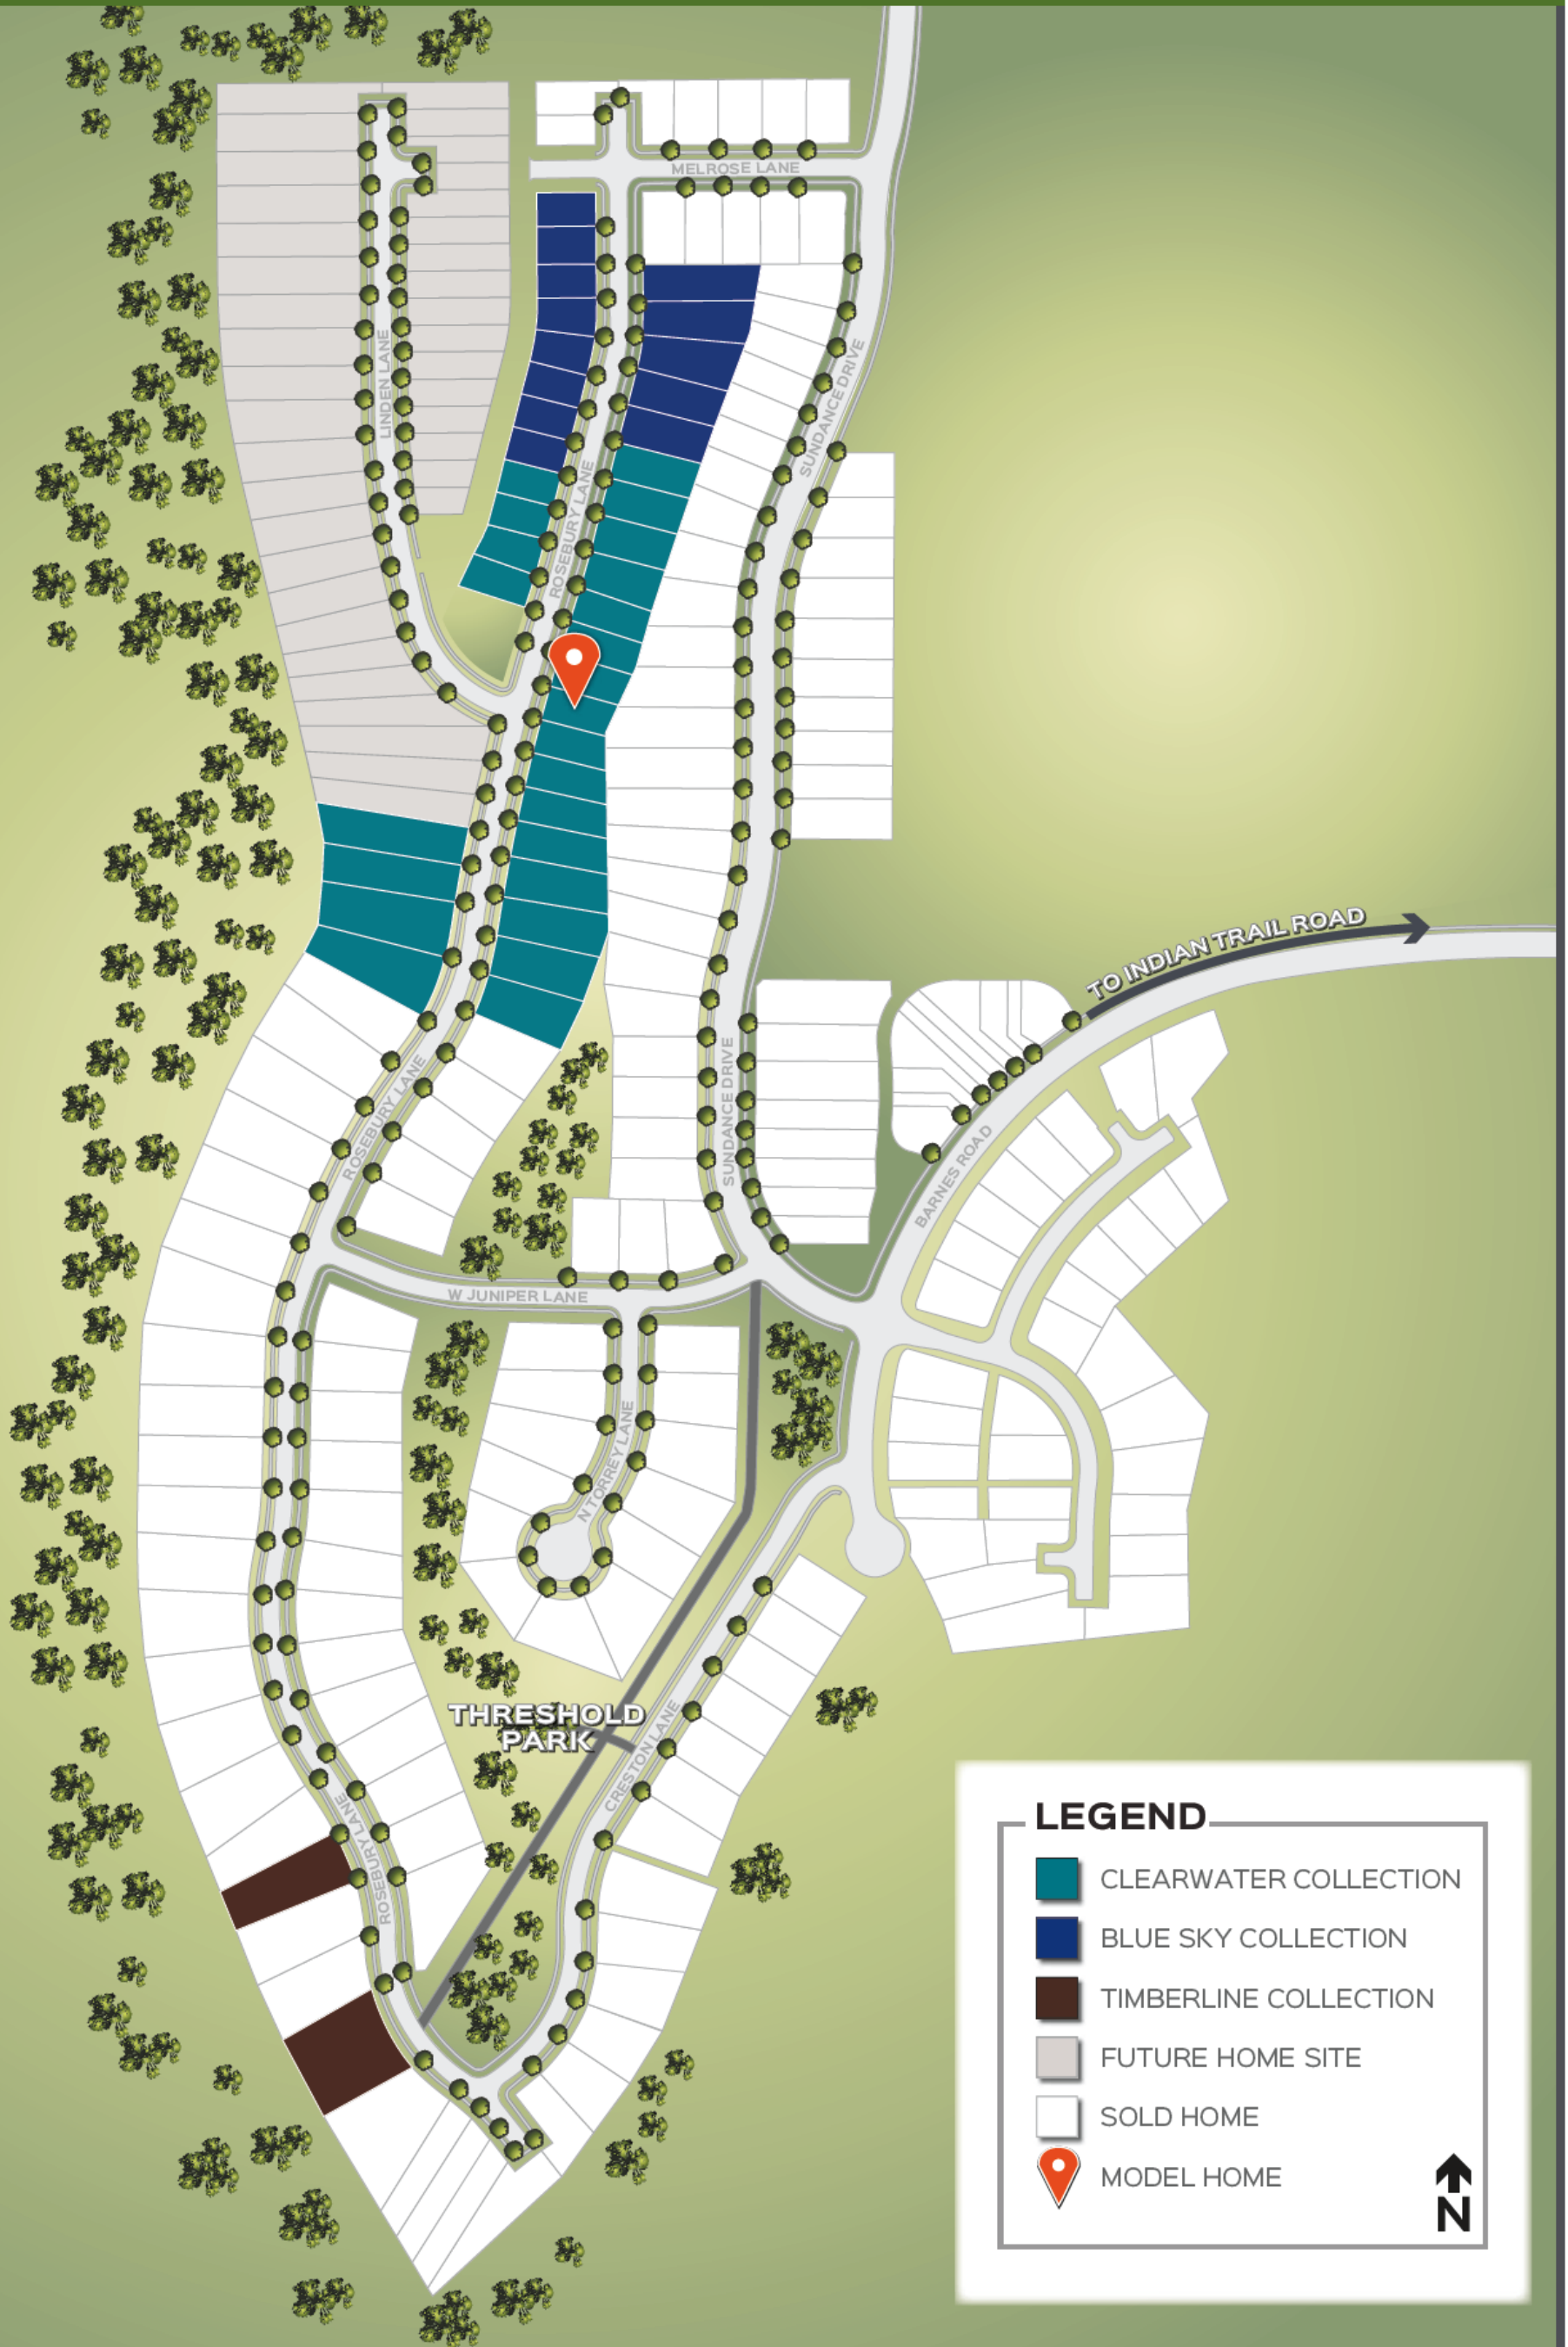 MELROSE LANE
LINDEN LANE
SUNDANCE DRIVE
ROSEBURY LANE
TO INDIAN TRAIL ROAD
SUNDANCE DRIVE
ROSEBURY LANE
BARNES ROAD
W JUNIPER LANE
N TORREY LANE
THRESHOLD
PARK
CRESTON LANE
ROSEBURY LANE
LEGEND
CLEARWATER COLLECTION
BLUE SKY COLLECTION
TIMBERLINE COLLECTION
FUTURE HOME SITE
SOLD HOME
MODEL HOME
N